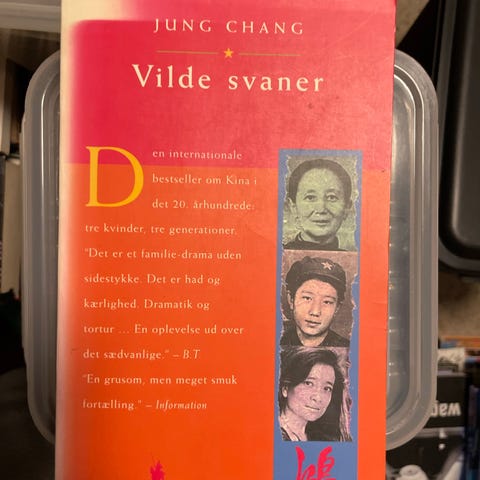 JUNG CHANG
Vilde svaner
Den internationale
bestseller om Kina i
det 20. århundrede:
tre kvinder, tre generationer.
"Det er et familie-drama uden
sidestykke. Det er had og
kærlighed. Dramatik og
tortur ... En oplevelse ud over
det sædvanlige." – B.T.
"En grusom, men meget smuk
fortælling." – Information
鴻